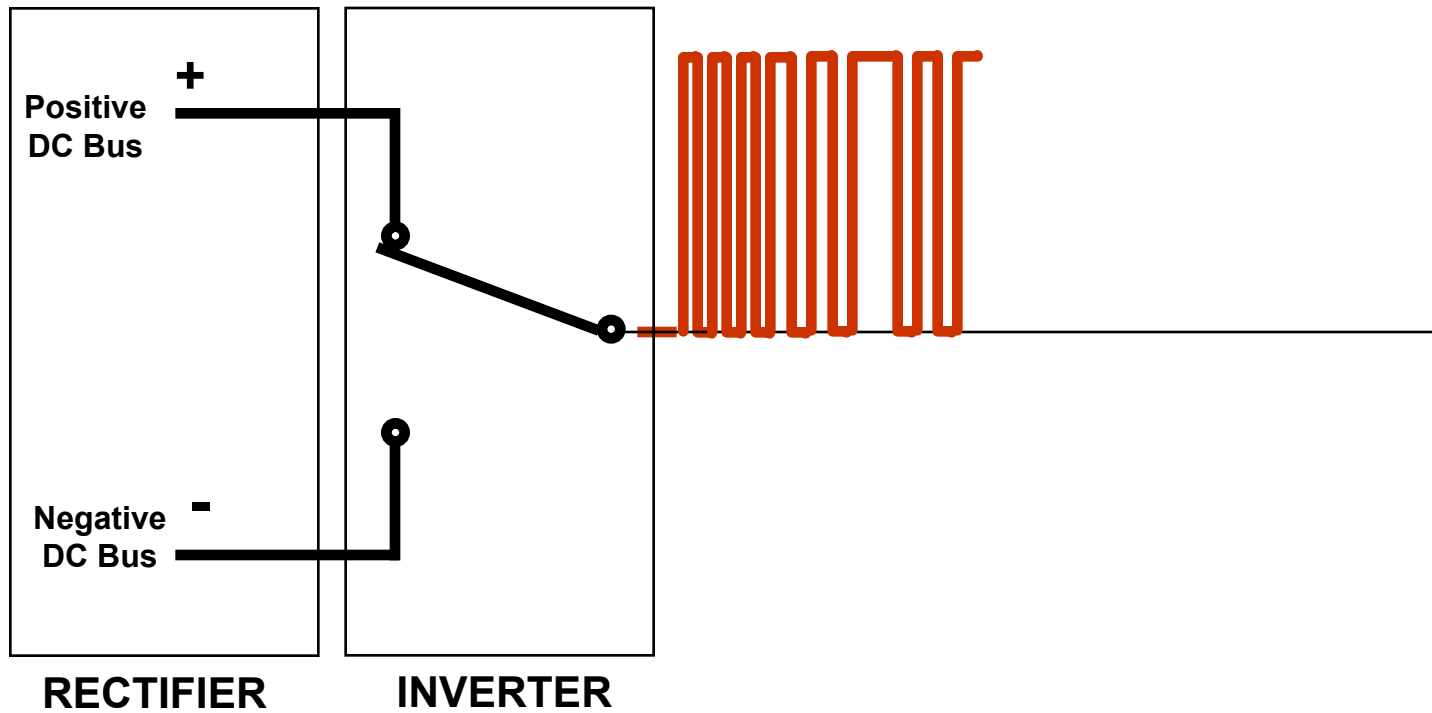 +
Positive
DC Bus
-
Negative
DC Bus
RECTIFIER
INVERTER